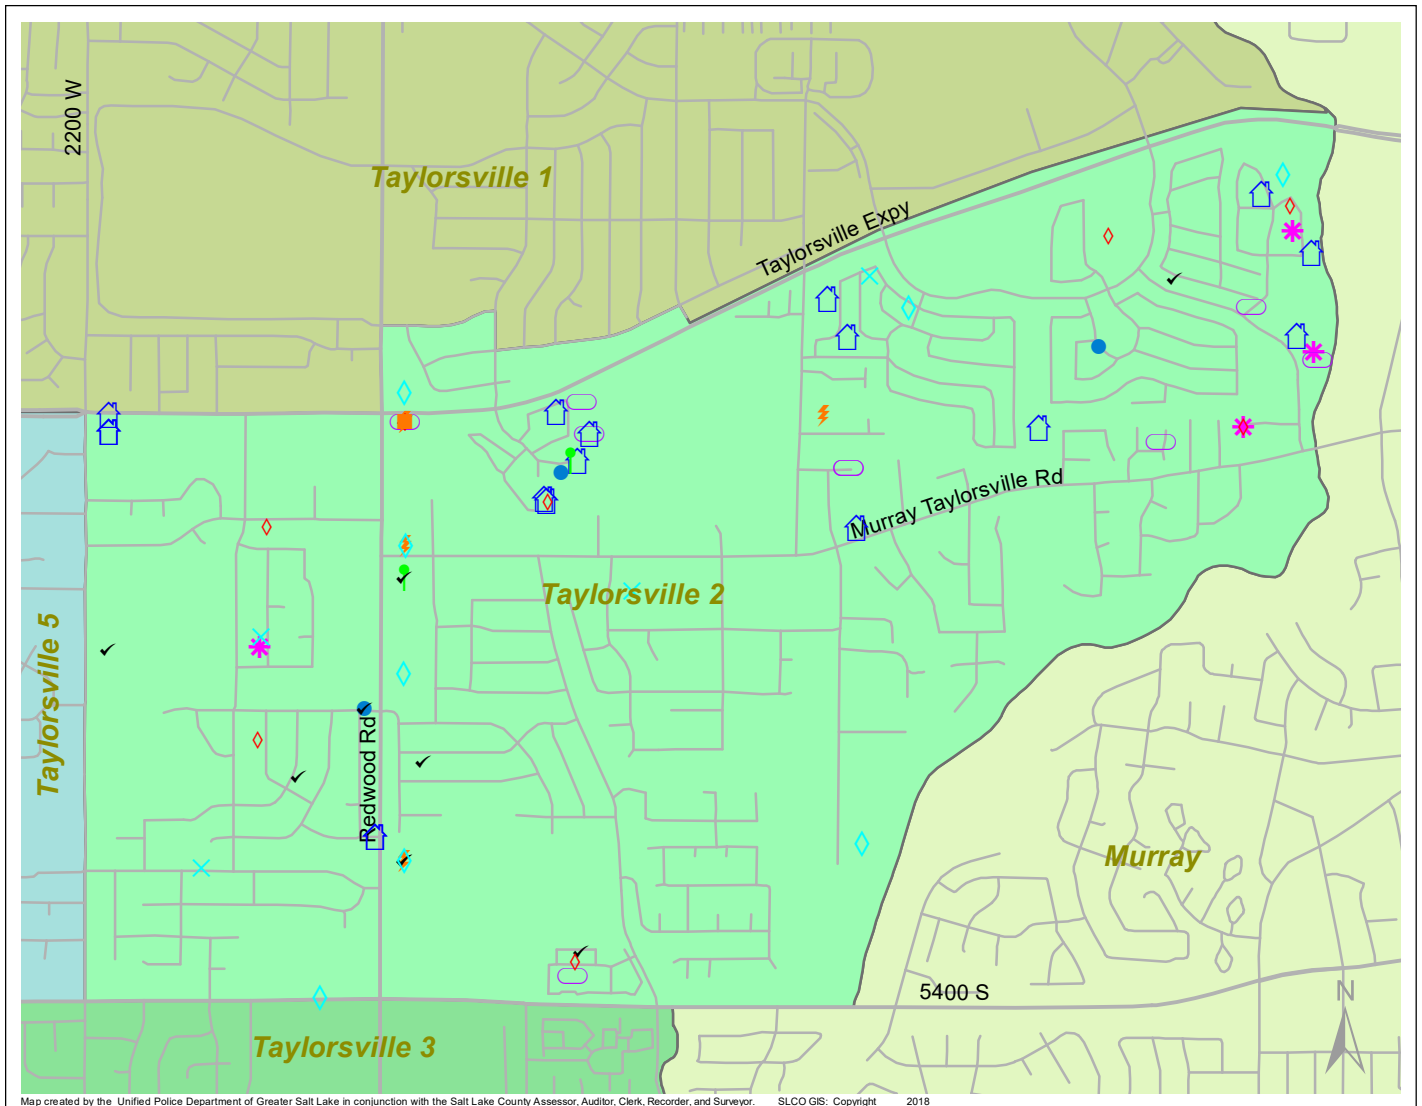 2200 W
Taylorsville 1
Taylorsville Expy
Murray Taylorsville Rd
Taylorsville 2
Taylorsville 5
Redwood Rd
Murray
5400 S
N
Taylorsville 3
Map created by the Unified Police Department of Greater Salt Lake in conjunction with the Salt Lake County Assessor, Auditor, Clerk, Recorder, and Surveyor. SLCO GIS: Copyright 2018